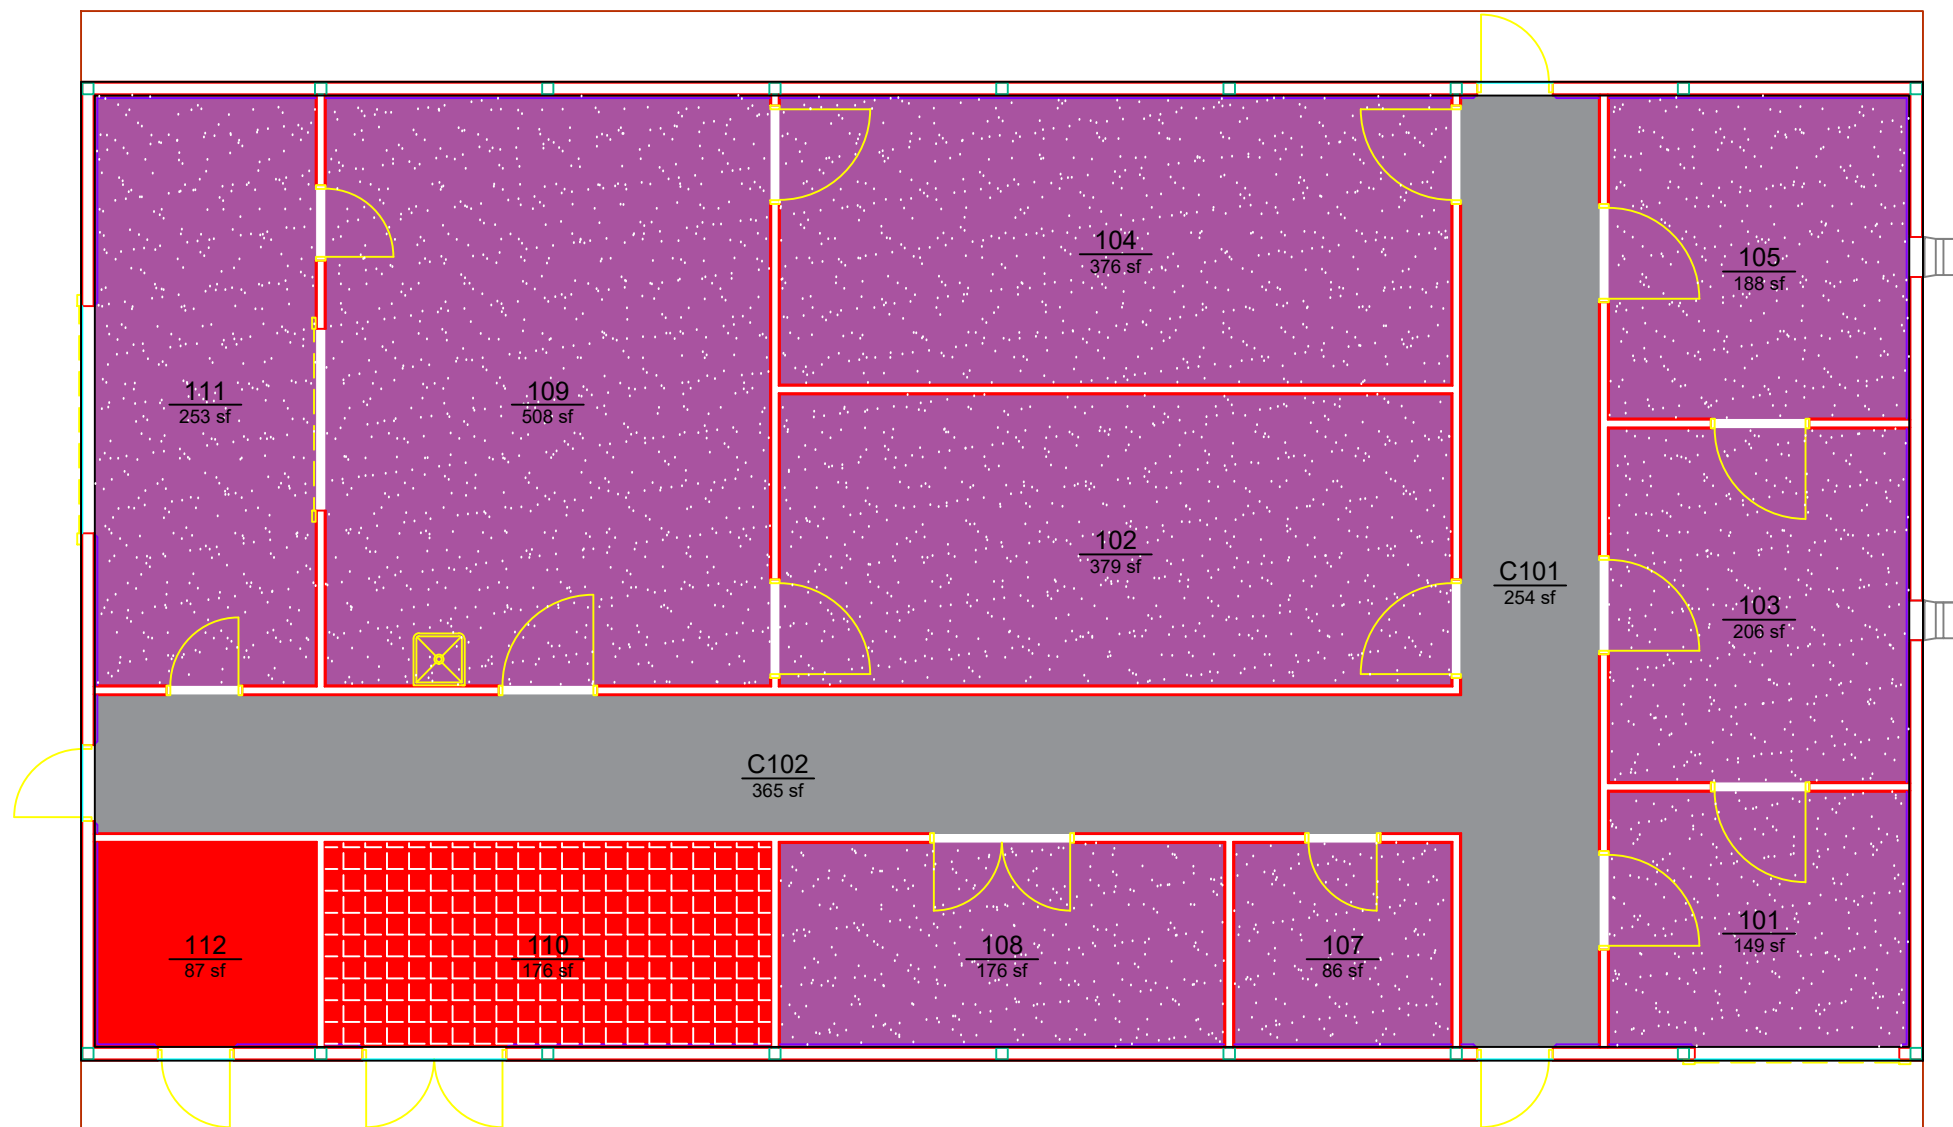 104
376 sf
105
188 sf
111
253 sf
109
508 sf
102
379 sf
C101
254 sf
103
206 sf
C102
365 sf
112
87 sf
110
176 sf
108
176 sf
107
86 sf
101
149 sf